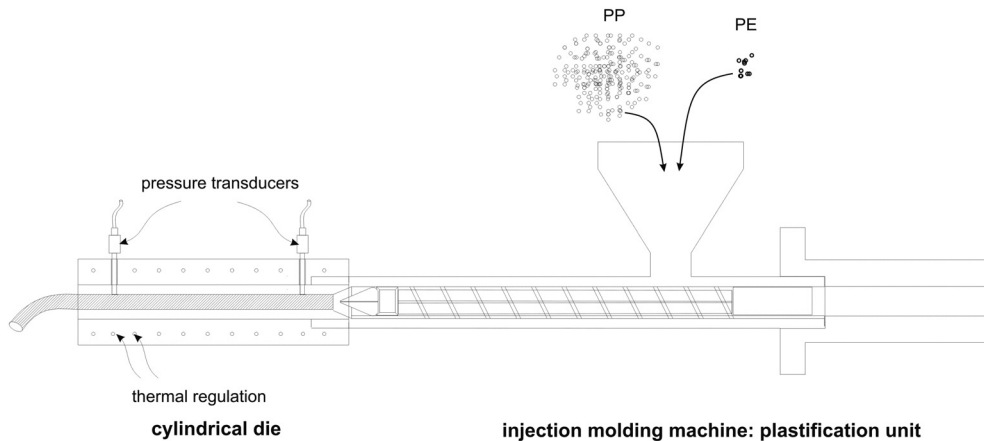 PP
PE
pressure transducers
thermal regulation
cylindrical die
injection molding machine: plastification unit